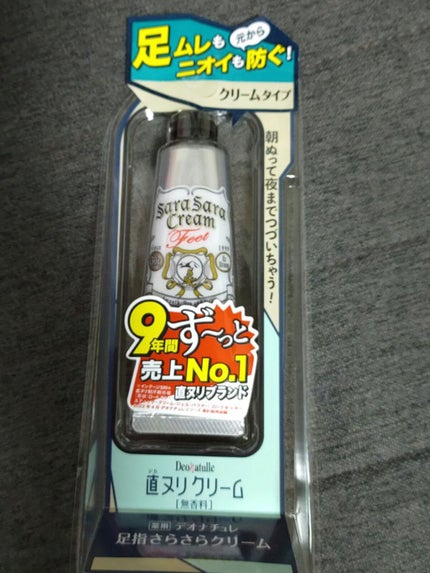 足ムレも
元から
ニオイも防ぐ!
クリームタイプ
朝ぬって夜までつづいちゃう!
Sara Sara
Cream
Feet
9年間
ず〜っと
売上No.1
直ヌリブランド
Deonatulle
じか
直ヌリ クリーム
[無香料]
薬用 デオナチュレ
足指さらさらクリーム